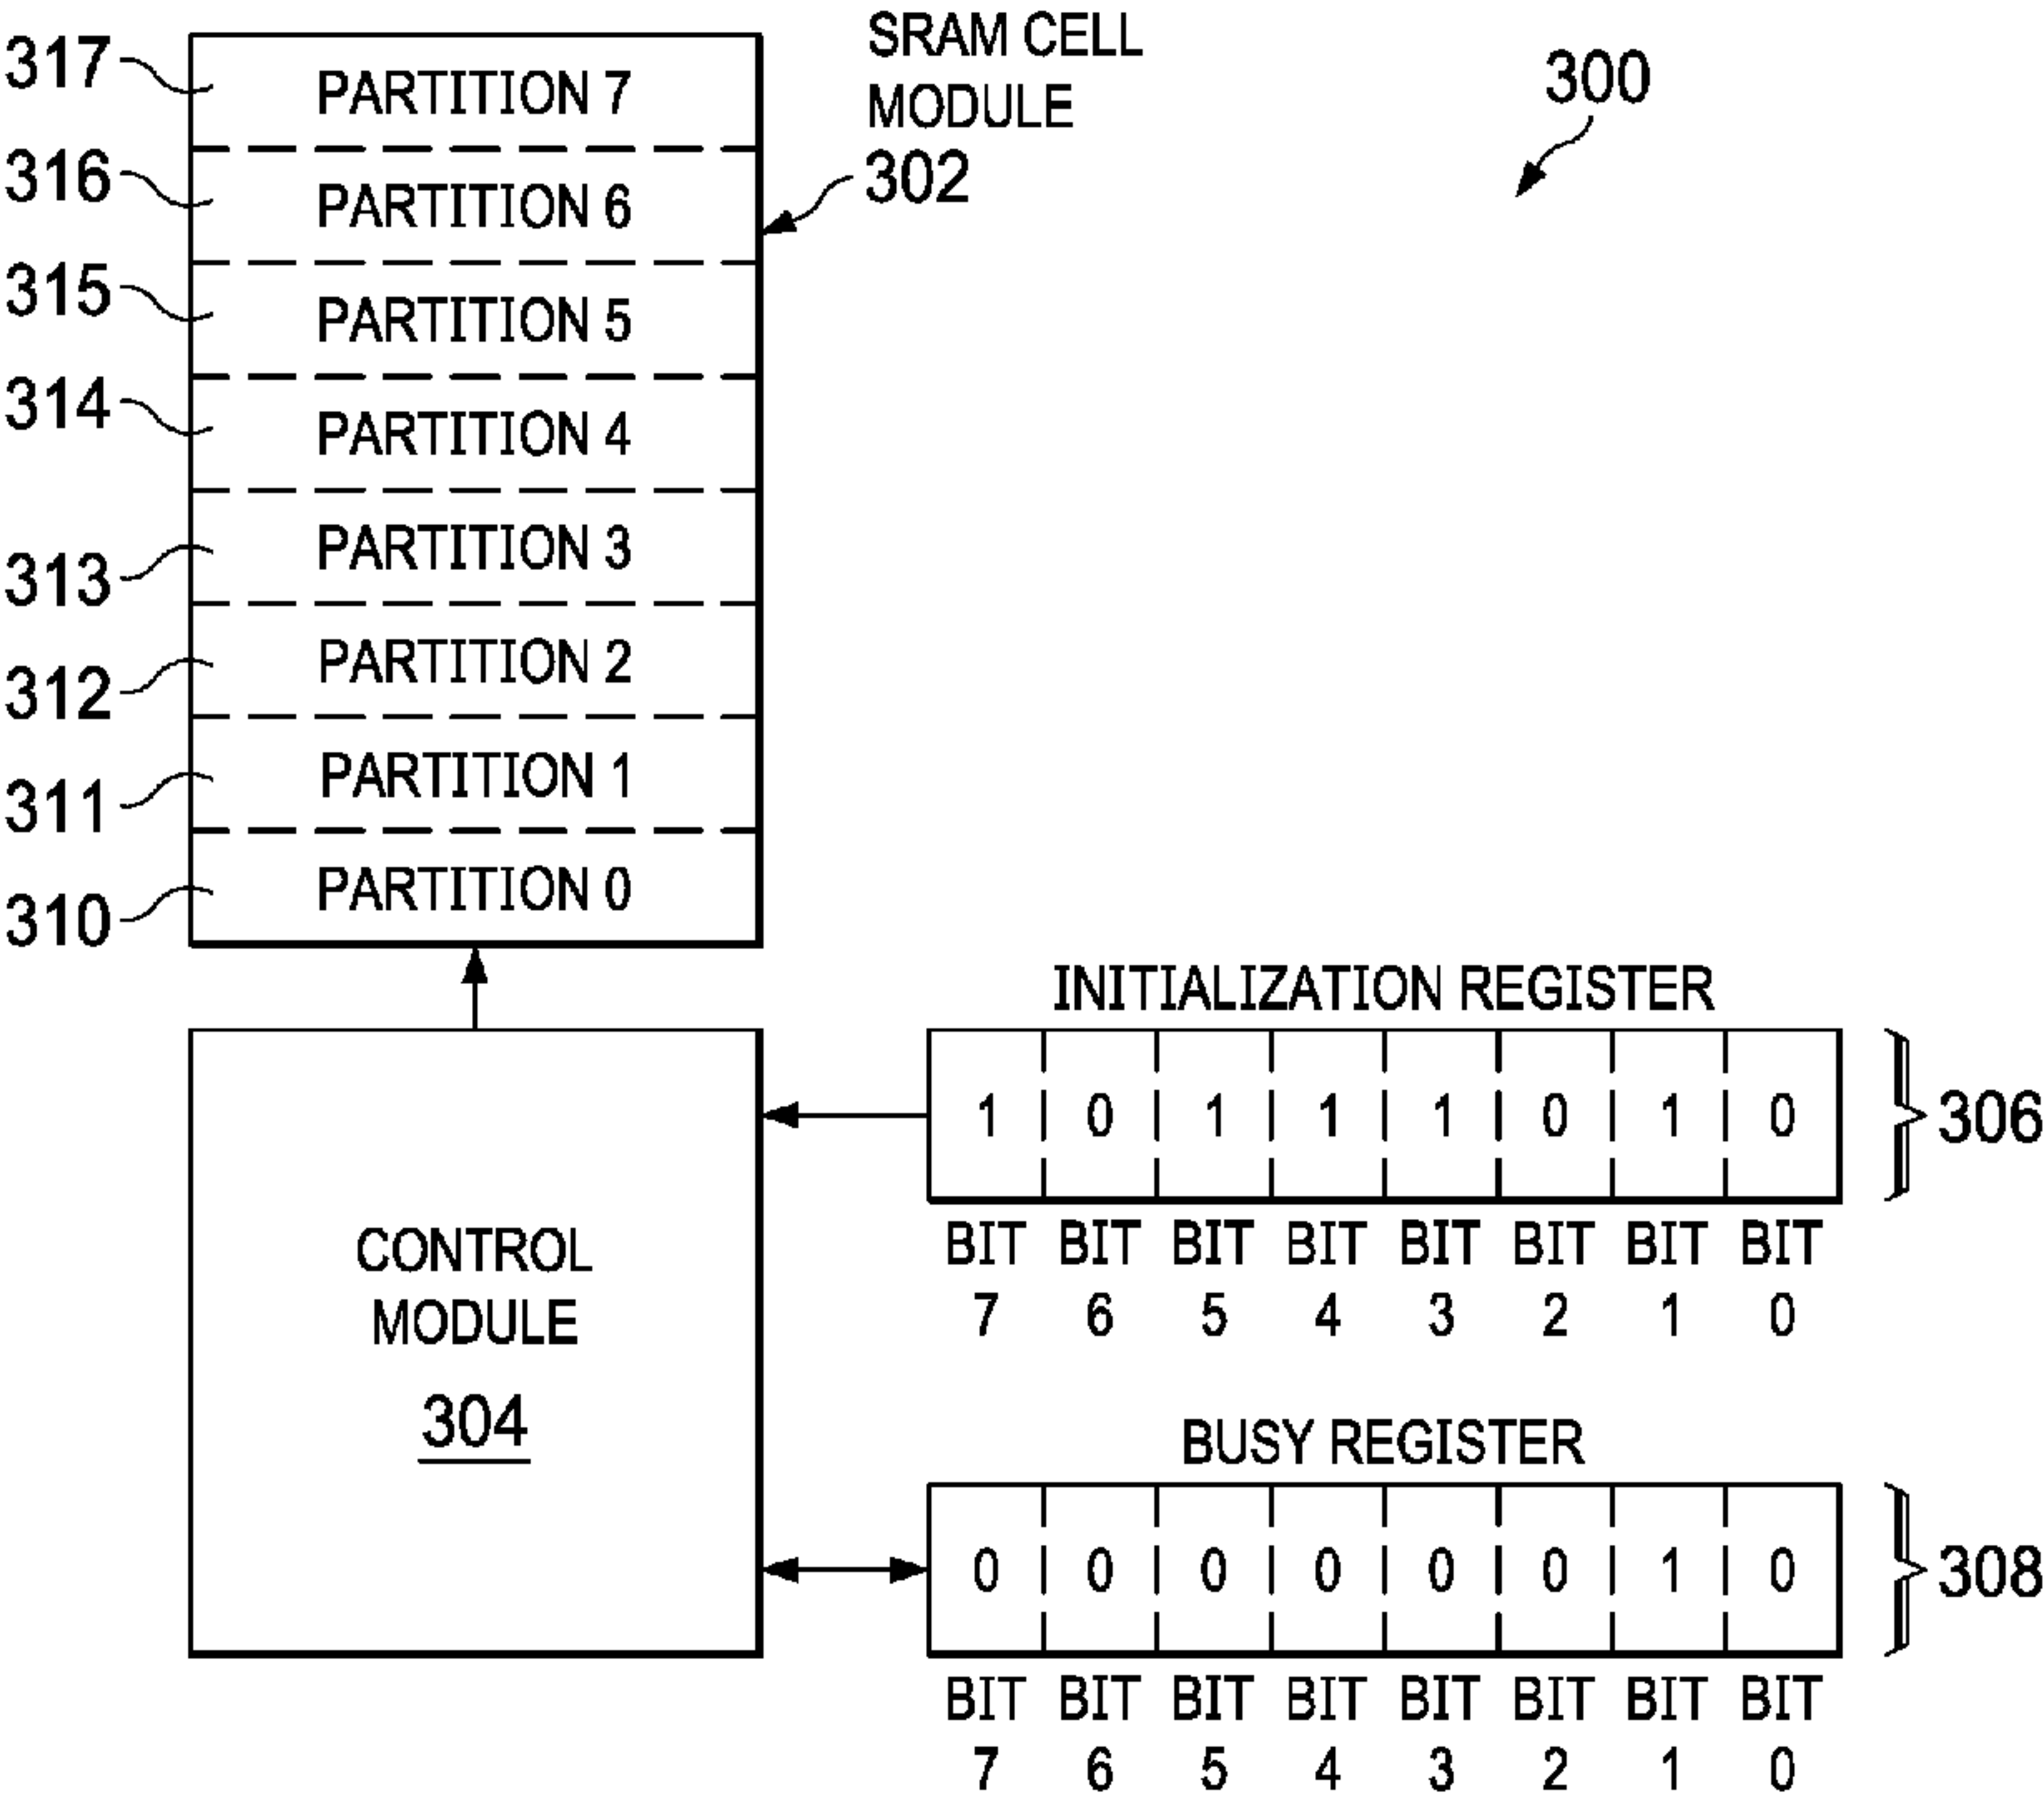 317 PARTITION 7
SRAM CELL
MODULE
302
300
316 PARTITION 6
315 PARTITION 5
314 PARTITION 4
313 PARTITION 3
312 PARTITION 2
311 PARTITION 1
310 PARTITION 0
INITIALIZATION REGISTER
1 0 1 1 1 0 1 0 306
BIT BIT BIT BIT BIT BIT BIT BIT
7 6 5 4 3 2 1 0
CONTROL
MODULE
304
BUSY REGISTER
0 0 0 0 0 0 1 0 308
BIT BIT BIT BIT BIT BIT BIT BIT
7 6 5 4 3 2 1 0